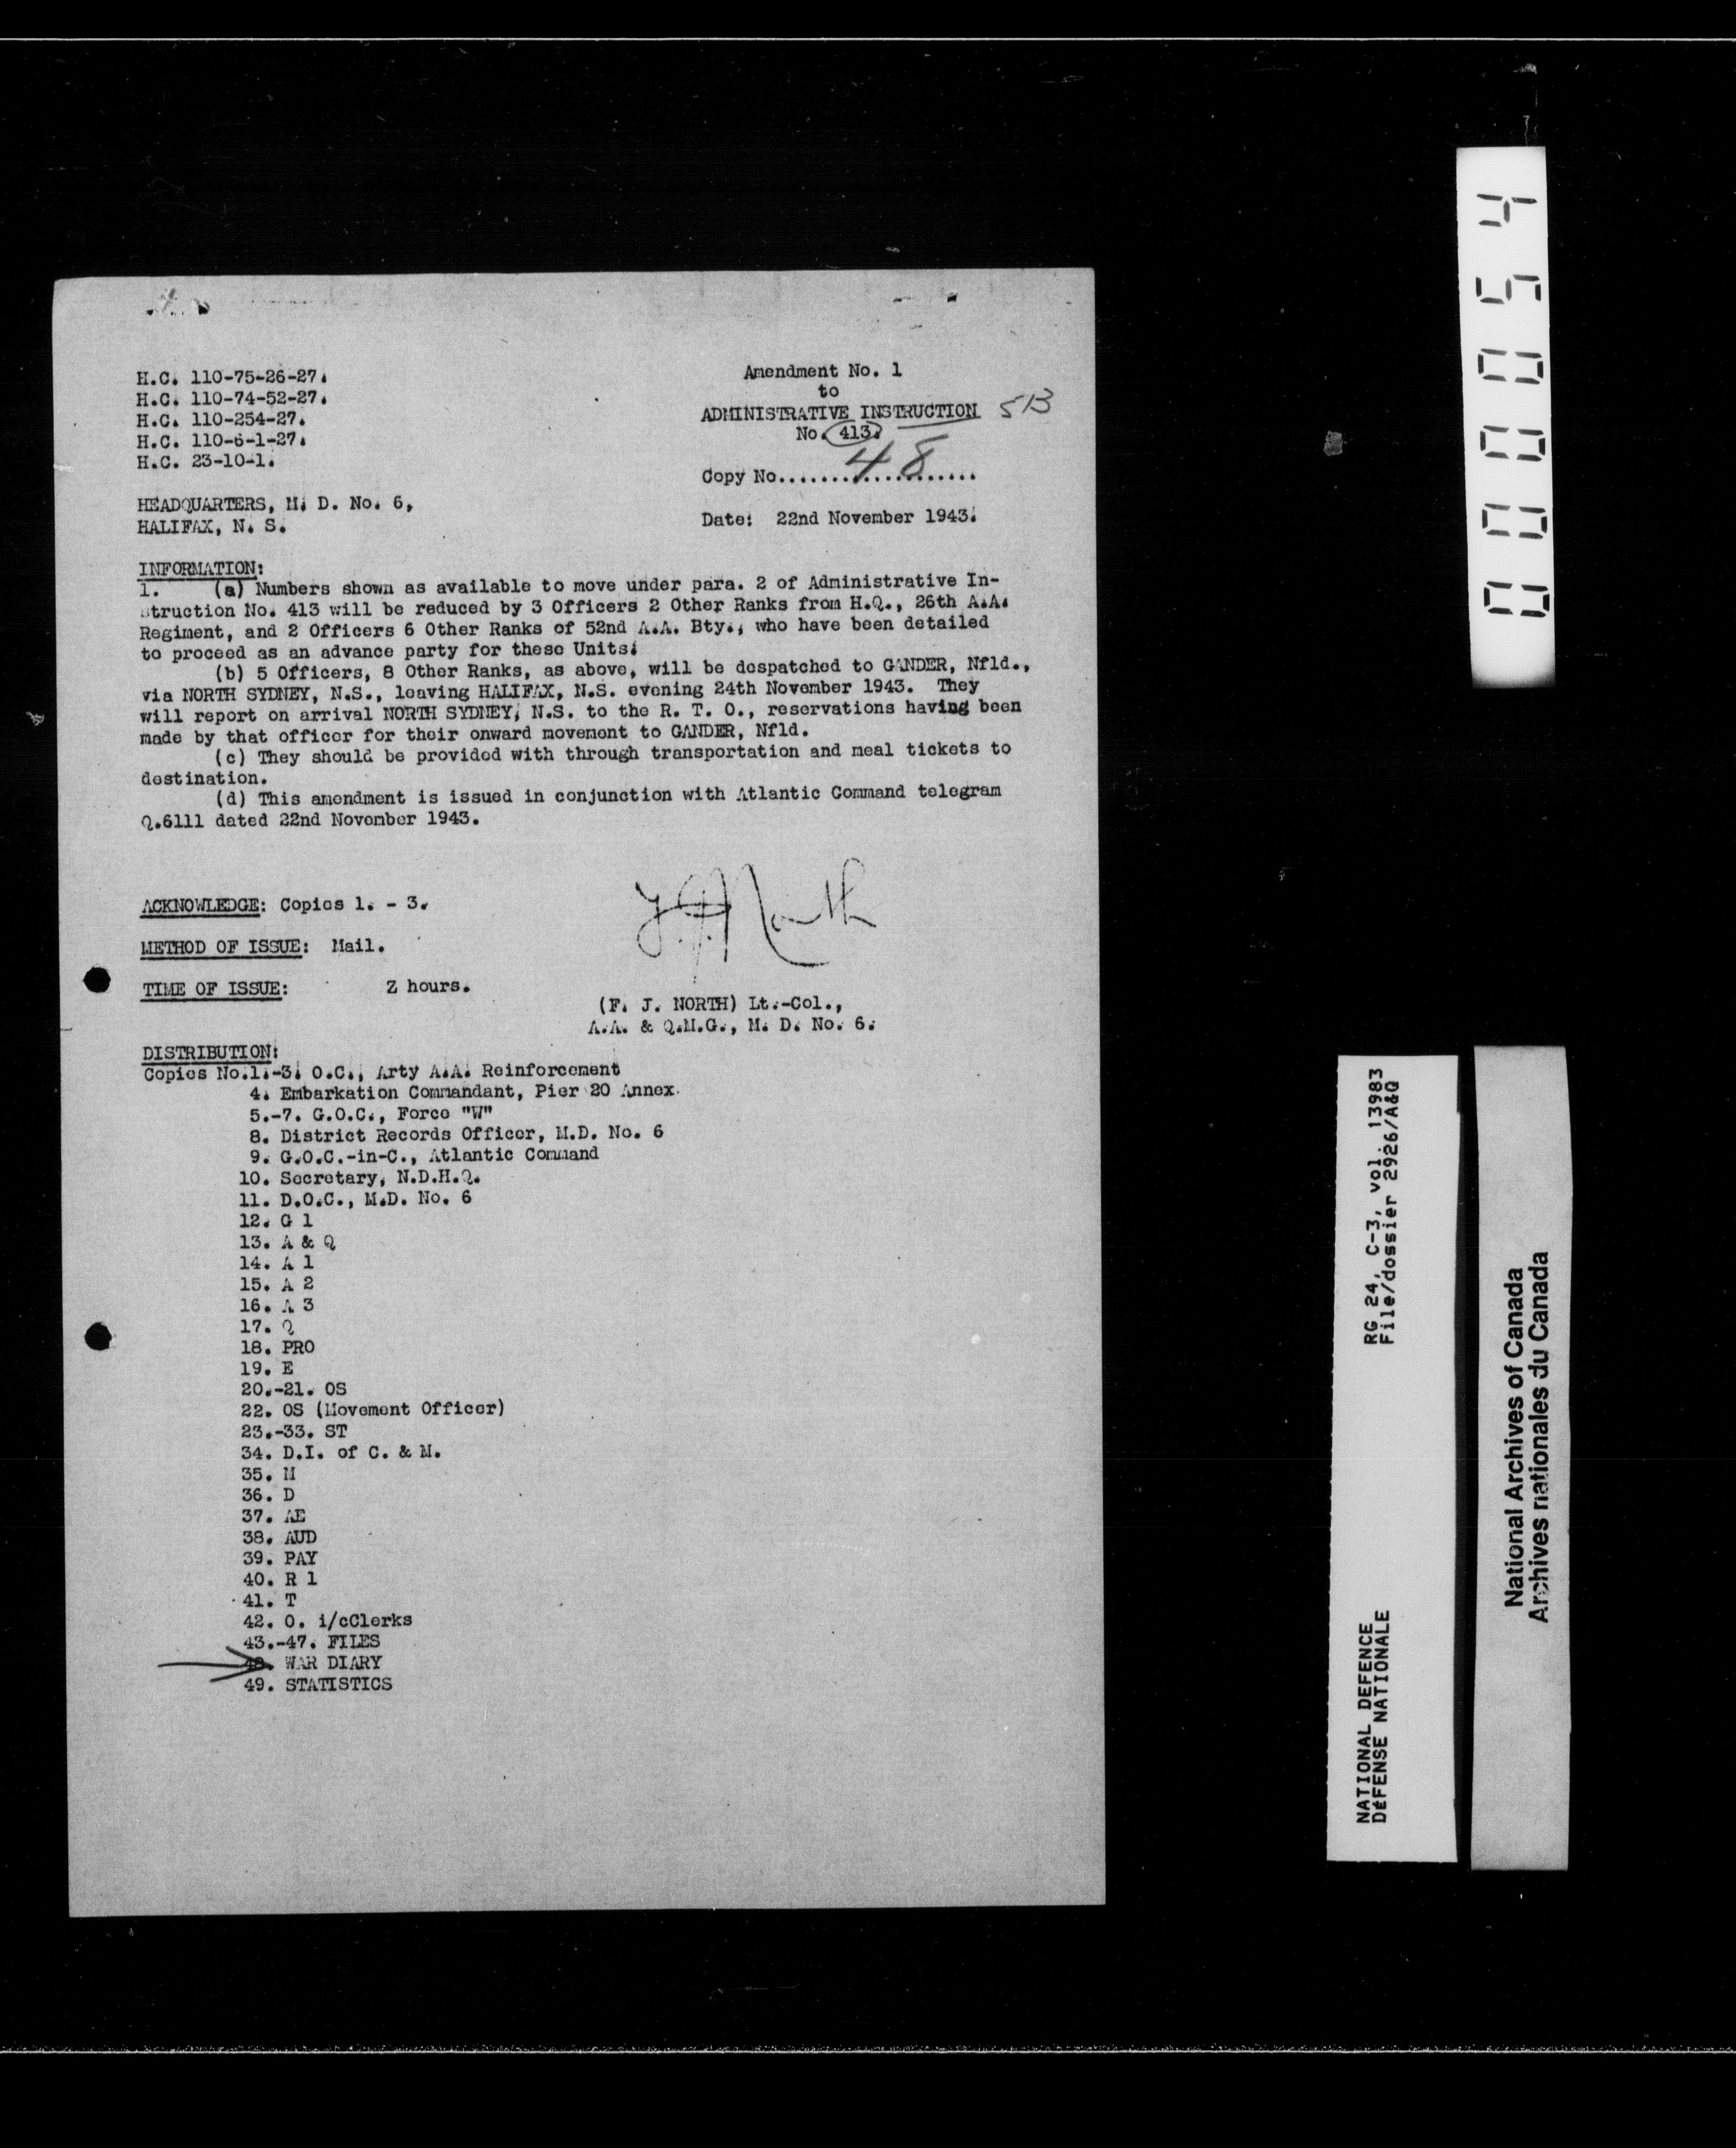 H.C. 110-75-26-27.
H.C. 110-74-52-27.
H.C. 110-254-27.
H.C. 110-6-1-27.
H.C. 23-10-1.
HEADQUARTERS, M. D. No. 6,
HALIFAX, N. S.
Amendment No. 1
to
ADMINISTRATIVE INSTRUCTION 513
No. 413.
Copy No......48......
Date: 22nd November 1943.
INFORMATION:
1. (a) Numbers shown as available to move under para. 2 of Administrative In-
struction No. 413 will be reduced by 3 Officers 2 Other Ranks from H.Q., 26th A.A.
Regiment, and 2 Officers 6 Other Ranks of 52nd A.A. Bty., who have been detailed
to proceed as an advance party for these Units.
(b) 5 Officers, 8 Other Ranks, as above, will be despatched to GANDER, Nfld.,
via NORTH SYDNEY, N.S., leaving HALIFAX, N.S. evening 24th November 1943. They
will report on arrival NORTH SYDNEY, N.S. to the R. T. O., reservations having been
made by that officer for their onward movement to GANDER, Nfld.
(c) They should be provided with through transportation and meal tickets to
destination.
(d) This amendment is issued in conjunction with Atlantic Command telegram
Q.6111 dated 22nd November 1943.
ACKNOWLEDGE: Copies 1. - 3.
METHOD OF ISSUE: Mail.
TIME OF ISSUE: Z hours.
F.J. North
(F. J. NORTH) Lt.-Col.,
A.A. & Q.M.G., M. D. No. 6.
DISTRIBUTION:
Copies No.1.-3. O.C., Arty A.A. Reinforcement
4. Embarkation Commandant, Pier 20 Annex.
5.-7. G.O.C., Force "W"
8. District Records Officer, M.D. No. 6
9. G.O.C.-in-C., Atlantic Command
10. Secretary, N.D.H.Q.
11. D.O.C., M.D. No. 6
12. G 1
13. A & Q
14. A 1
15. A 2
16. A 3
17. Q
18. PRO
19. E
20.-21. OS
22. OS (Movement Officer)
23.-33. ST
34. D.I. of C. & M.
35. M
36. D
37. AE
38. AUD
39. PAY
40. R 1
41. T
42. O. i/cClerks
43.-47. FILES
48. WAR DIARY
49. STATISTICS
000054
RG 24, C-3, vol. 13983
File/dossier 2926/A&Q
NATIONAL DEFENCE
DÉFENSE NATIONALE
National Archives of Canada
Archives nationales du Canada